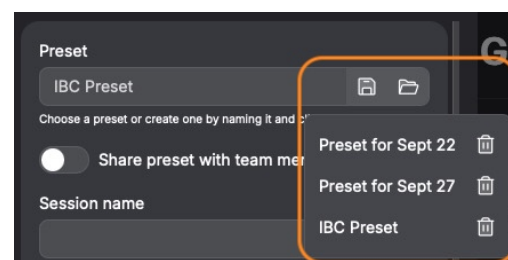 Preset
G
IBC Preset
Choose a preset or create one by naming it and
Share preset with team
Preset for Sept 22
Preset for Sept 27
Session name
IBC Preset